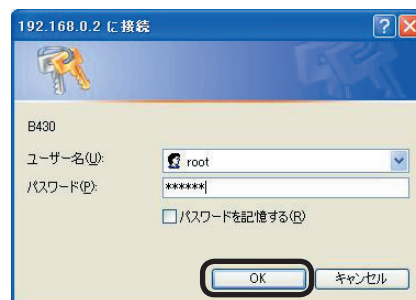 192.168.0.2 に接続
B430
ユーザー名(U):
root
パスワード(P):
******
パスワードを記憶する(R)
OK
キャンセル